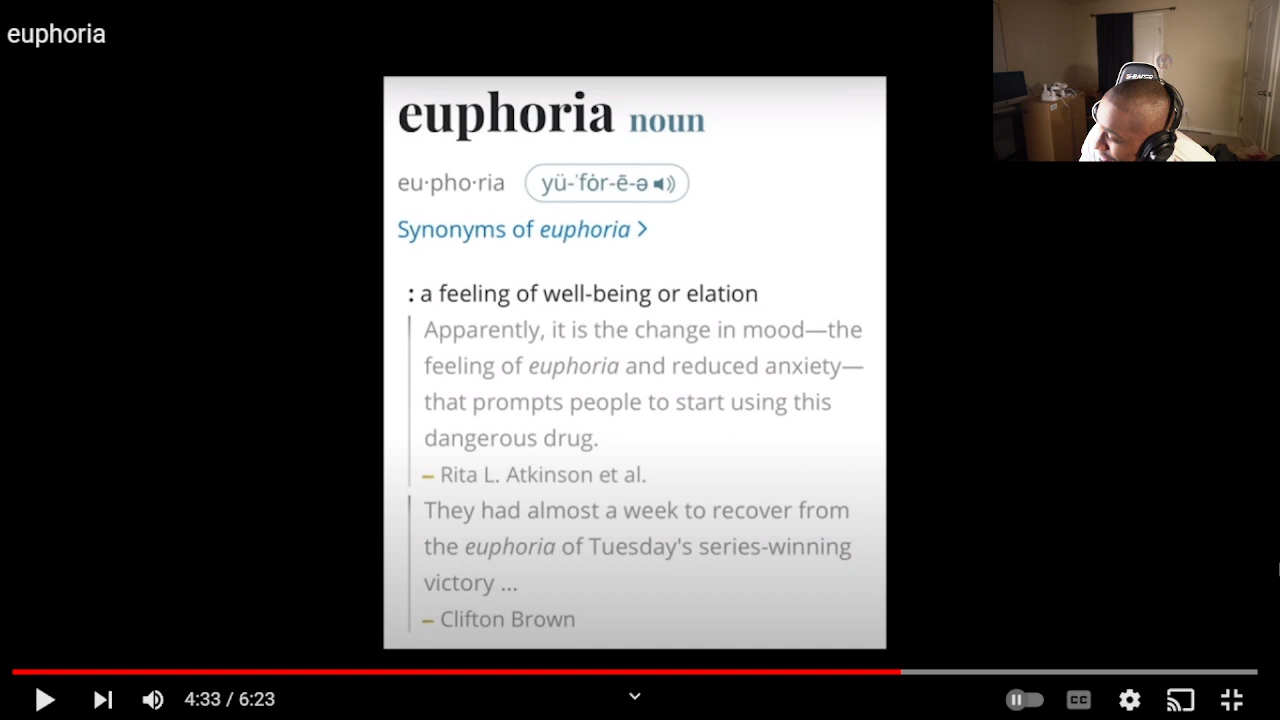 euphoria
euphoria noun
eu·pho·ria yü-ˈfȯr-ē-ə
Synonyms of euphoria >
: a feeling of well-being or elation
Apparently, it is the change in mood—the
feeling of euphoria and reduced anxiety—
that prompts people to start using this
dangerous drug.
– Rita L. Atkinson et al.
They had almost a week to recover from
the euphoria of Tuesday's series-winning
victory ...
– Clifton Brown
4:33 / 6:23
CC